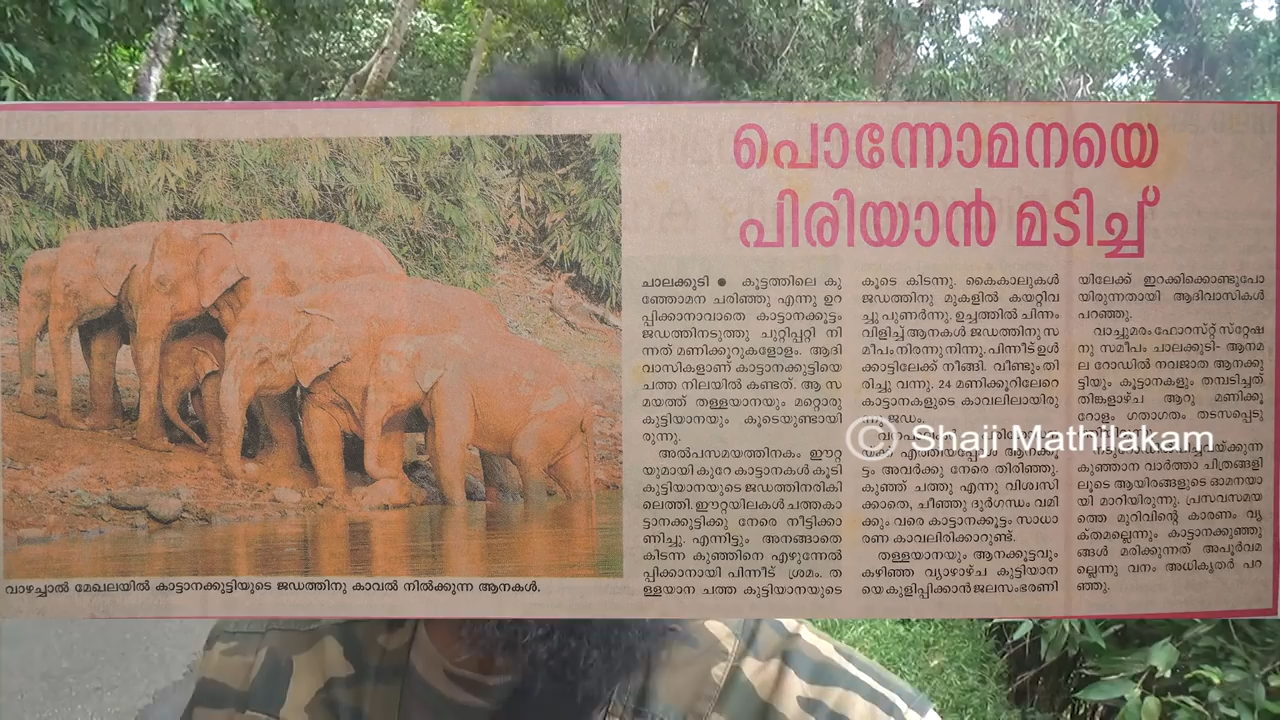 പൊന്നോമനയെ
പിരിയാൻ മടിച്ച്
ചാലക്കുടി ● കൂട്ടത്തിലെ കു
ഞ്ഞോമന ചരിഞ്ഞു എന്നു ഉറ
പ്പിക്കാനാവാതെ കാട്ടാനക്കൂട്ടം
ജഡത്തിനടുത്തു ചുറ്റിപ്പറ്റി നി
ന്നത് മണിക്കൂറുകളോളം. ആദി
വാസികളാണ് കാട്ടാനക്കുട്ടിയെ
ചത്ത നിലയിൽ കണ്ടത്. ആ സ
മയത്ത് തള്ളയാനയും മറ്റൊരു
കുട്ടിയാനയും കൂടെയുണ്ടായി
രുന്നു.
അൽപസമയത്തിനകം ഈറ്റ
യുമായി കുറേ കാട്ടാനകൾ കൂടി
കുട്ടിയാനയുടെ ജഡത്തിനരികി
ലെത്തി. ഈറ്റയിലകൾ ചത്തകാ
ട്ടാനക്കുട്ടിക്കു നേരെ നീട്ടിക്കാ
ണിച്ചു. എന്നിട്ടും അനങ്ങാതെ
കിടന്ന കുഞ്ഞിനെ എഴുന്നേൽ
പ്പിക്കാനായി പിന്നീട് ശ്രമം. ത
ള്ളയാന ചത്ത കുട്ടിയാനയുടെ
കൂടെ കിടന്നു. കൈകാലുകൾ
ജഡത്തിനു മുകളിൽ കയറ്റിവ
ച്ചു പുണർന്നു. ഉച്ചത്തിൽ ചിന്നം
വിളിച്ച് ആനകൾ ജഡത്തിനു സ
മീപം നിരന്നു നിന്നു. പിന്നീട് ഉൾ
ക്കാട്ടിലേക്ക് നീങ്ങി. വീണ്ടും തി
രിച്ചു വന്നു. 24 മണിക്കൂറിലേറെ
കാട്ടാനകളുടെ കാവലിലായിരു
ന്നു ജഡം.
എത്തിയപ്പോൾ ആനക്കൂ
ട്ടം അവർക്കു നേരെ തിരിഞ്ഞു.
കുഞ്ഞ് ചത്തു എന്നു വിശ്വസി
ക്കാതെ, ചീഞ്ഞു ദുർഗന്ധം വമി
ക്കും വരെ കാട്ടാനക്കൂട്ടം സാധാ
രണ കാവലിരിക്കാറുണ്ട്.
തള്ളയാനയും ആനക്കൂട്ടവും
കഴിഞ്ഞ വ്യാഴാഴ്ച കുട്ടിയാന
യെ കുളിപ്പിക്കാൻ ജലസംഭരണി
യിലേക്ക് ഇറക്കിക്കൊണ്ടുപോ
യിരുന്നതായി ആദിവാസികൾ
പറഞ്ഞു.
വാച്ചുമരം ഫോറസ്റ്റ് സ്റ്റേഷ
നു സമീപം ചാലക്കുടി- ആനമ
ല റോഡിൽ നവജാത ആനക്കു
ട്ടിയും കൂട്ടാനകളും തമ്പടിച്ചത്
തിങ്കളാഴ്ച ആറു മണിക്കൂ
റോളം ഗതാഗതം തടസപ്പെടു
കുഞ്ഞാന വാർത്താ ചിത്രങ്ങളി
ലൂടെ ആയിരങ്ങളുടെ ഓമനയാ
യി മാറിയിരുന്നു. പ്രസവസമയ
ത്തെ മുറിവിന്റെ കാരണം വ്യ
ക്തമല്ലെന്നും കാട്ടാനക്കുഞ്ഞു
ങ്ങൾ മരിക്കുന്നത് അപൂർവമ
ല്ലെന്നു വനം അധികൃതർ പറ
ഞ്ഞു.
© Shaji Mathilakam
വാഴച്ചാൽ മേഖലയിൽ കാട്ടാനക്കുട്ടിയുടെ ജഡത്തിനു കാവൽ നിൽക്കുന്ന ആനകൾ.